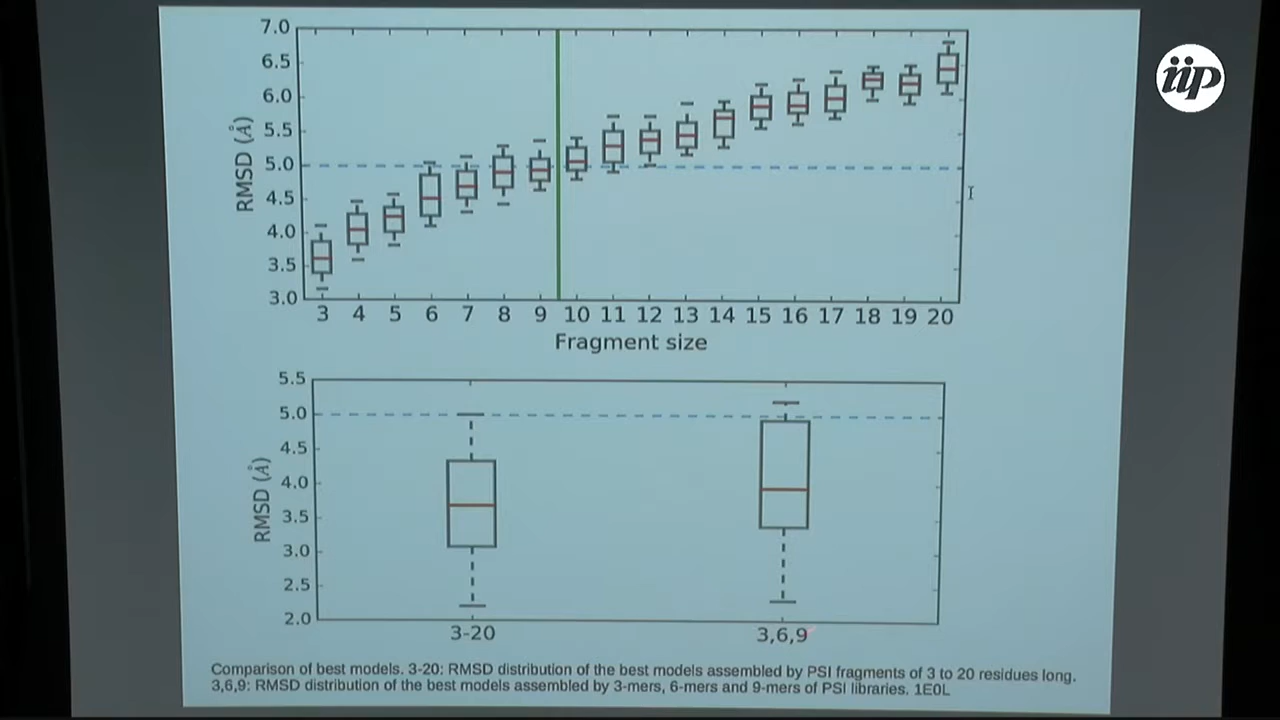 iip
7.0
6.5
6.0
5.5
5.0
4.5
4.0
3.5
3.0
RMSD (Å)
3 4 5 6 7 8 9 10 11 12 13 14 15 16 17 18 19 20
Fragment size
5.5
5.0
4.5
4.0
3.5
3.0
2.5
2.0
RMSD (Å)
3-20 3,6,9
Comparison of best models. 3-20: RMSD distribution of the best models assembled by PSI fragments of 3 to 20 residues long.
3,6,9: RMSD distribution of the best models assembled by 3-mers, 6-mers and 9-mers of PSI libraries. 1E0L